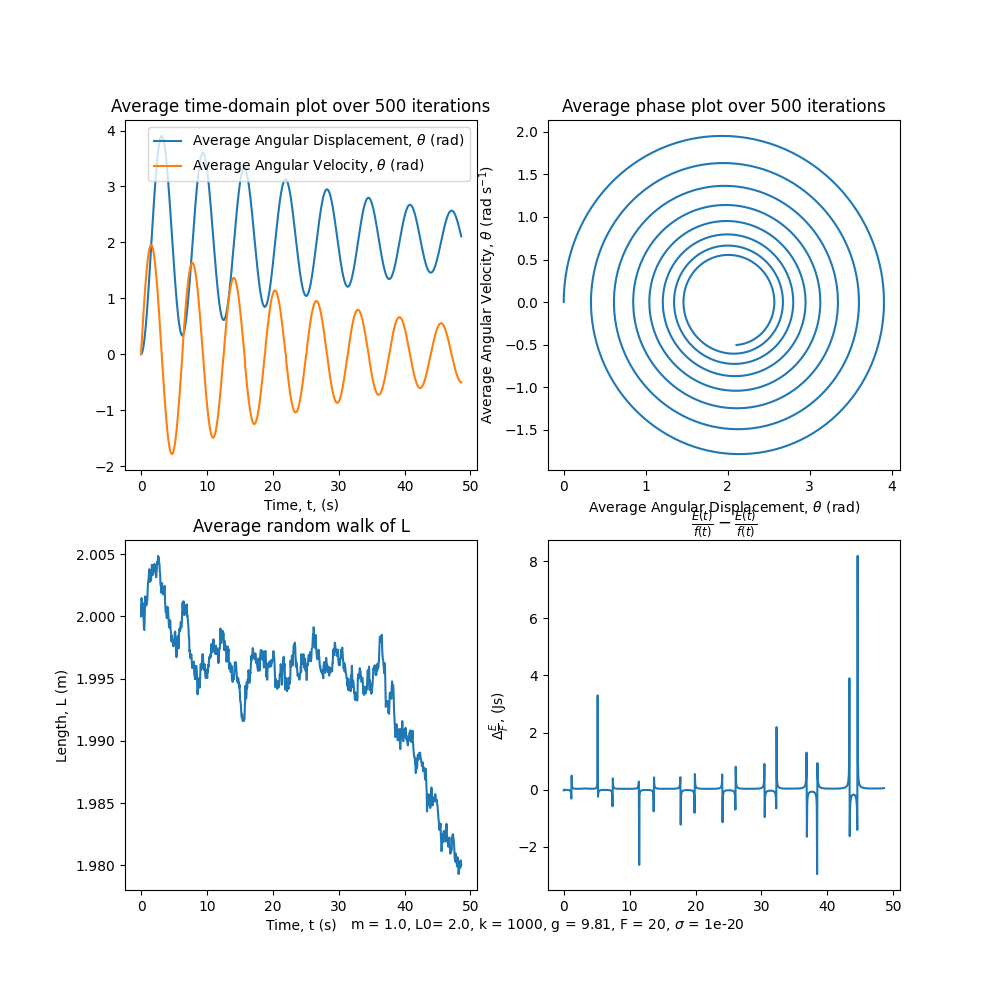 Average time-domain plot over 500 iterations
Average Angular Displacement, θ (rad)
Average Angular Velocity, θ̇ (rad)
4
3
2
1
0
−1
−2
0 10 20 30 40 50
Time, t, (s)
Average phase plot over 500 iterations
Average Angular Velocity, θ̇ (rad s⁻¹)
2.0
1.5
1.0
0.5
0.0
−0.5
−1.0
−1.5
0 1 2 3 4
Average Angular Displacement, θ (rad)
Average random walk of L
Length, L (m)
2.005
2.000
1.995
1.990
1.985
1.980
0 10 20 30 40 50
Time, t (s)
E(t)/f(t) − E(t)/f(t)
Δ E/F, (Js)
8
6
4
2
0
−2
0 10 20 30 40 50
m = 1.0, L0= 2.0, k = 1000, g = 9.81, F = 20, σ = 1e-20